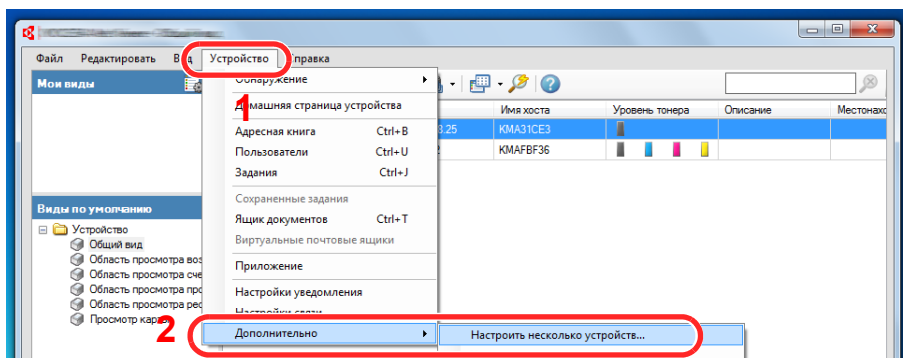 Файл Редактировать Вид Устройство Справка
Мои виды
Обнаружение
1
Домашняя страница устройства
Имя хоста Уровень тонера Описание
Адресная книга Ctrl+B
3.25 KMA31CE3
Пользователи Ctrl+U
KMAFBF36
Задания Ctrl+J
Сохраненные задания
Виды по умолчанию
Ящик документов Ctrl+T
Устройство
Виртуальные почтовые ящики
Общий вид
Область просмотра
Приложение
Область просмотра
Область просмотра
Настройки уведомления
Область просмотра
Настройки связи
Просмотр
2
Дополнительно
Настроить несколько устройств...